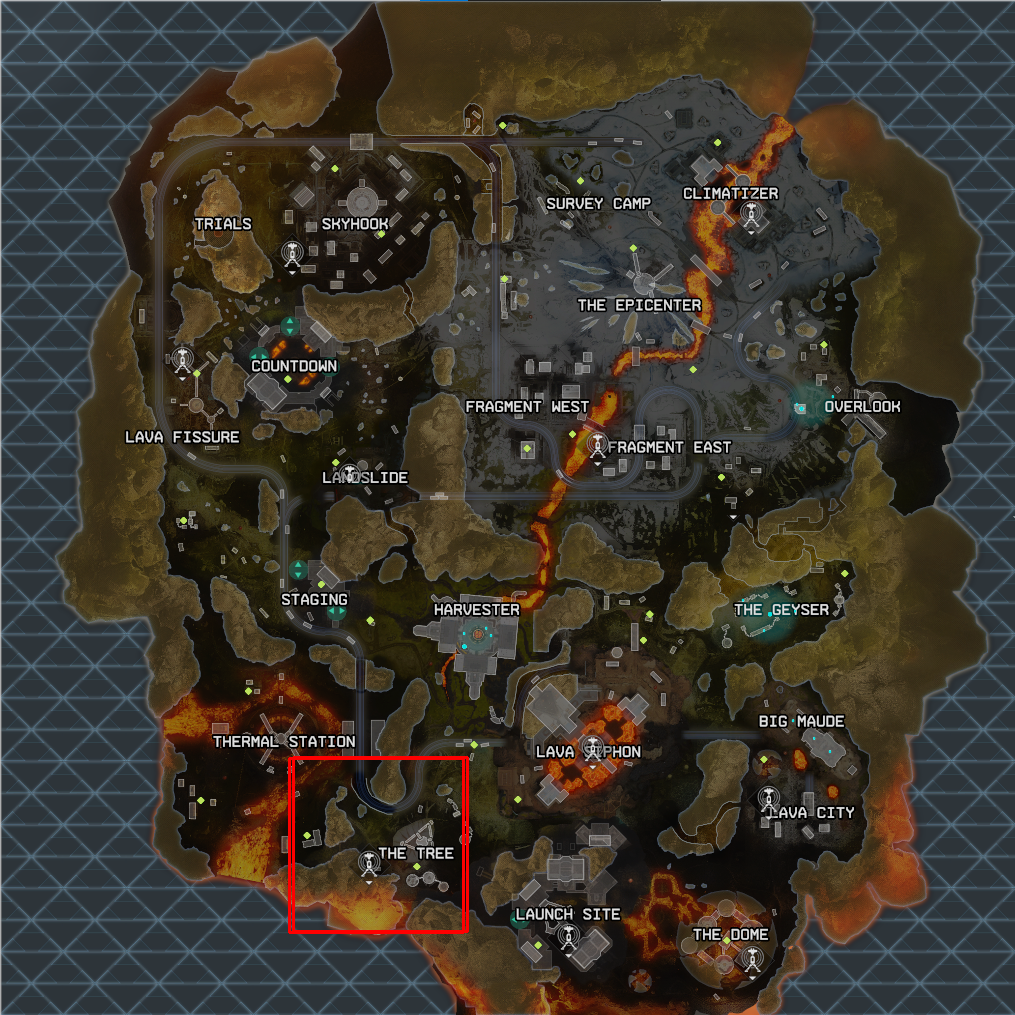 SURVEY CAMP
CLIMATIZER
TRIALS
SKYHOOK
THE EPICENTER
COUNTDOWN
FRAGMENT WEST
OVERLOOK
LAVA FISSURE
FRAGMENT EAST
LANDSLIDE
STAGING
HARVESTER
THE GEYSER
BIG MAUDE
THERMAL STATION
LAVA SIPHON
LAVA CITY
THE TREE
LAUNCH SITE
THE DOME